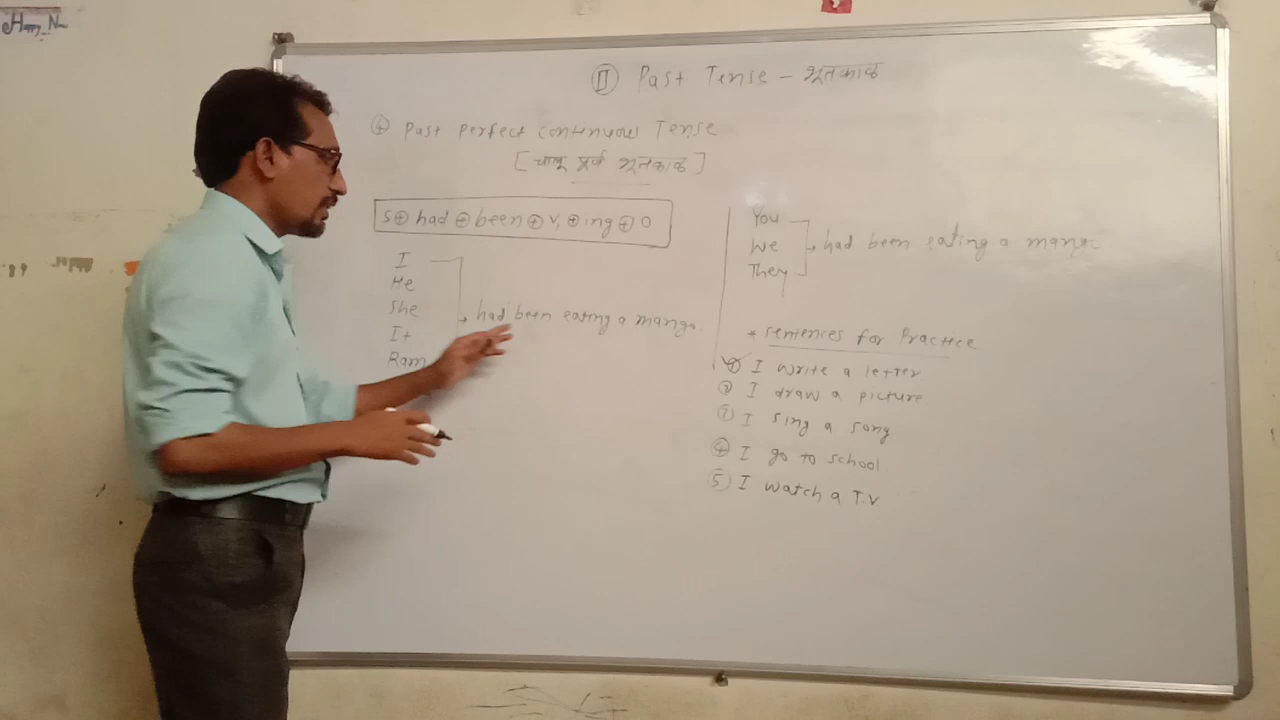 II Past Tense - भूतकाळ
④ Past Perfect Continuous Tense
[चालू पूर्ण भूतकाळ]
S ⊕ had ⊕ been ⊕ V₁ ⊕ ing ⊕ O
I
He
She
It
Ram
had been eating a mango.
You
We
They
had been eating a mango
* Sentences for Practice
① I write a letter
② I draw a picture
③ I sing a song
④ I go to school
⑤ I watch a T.V.